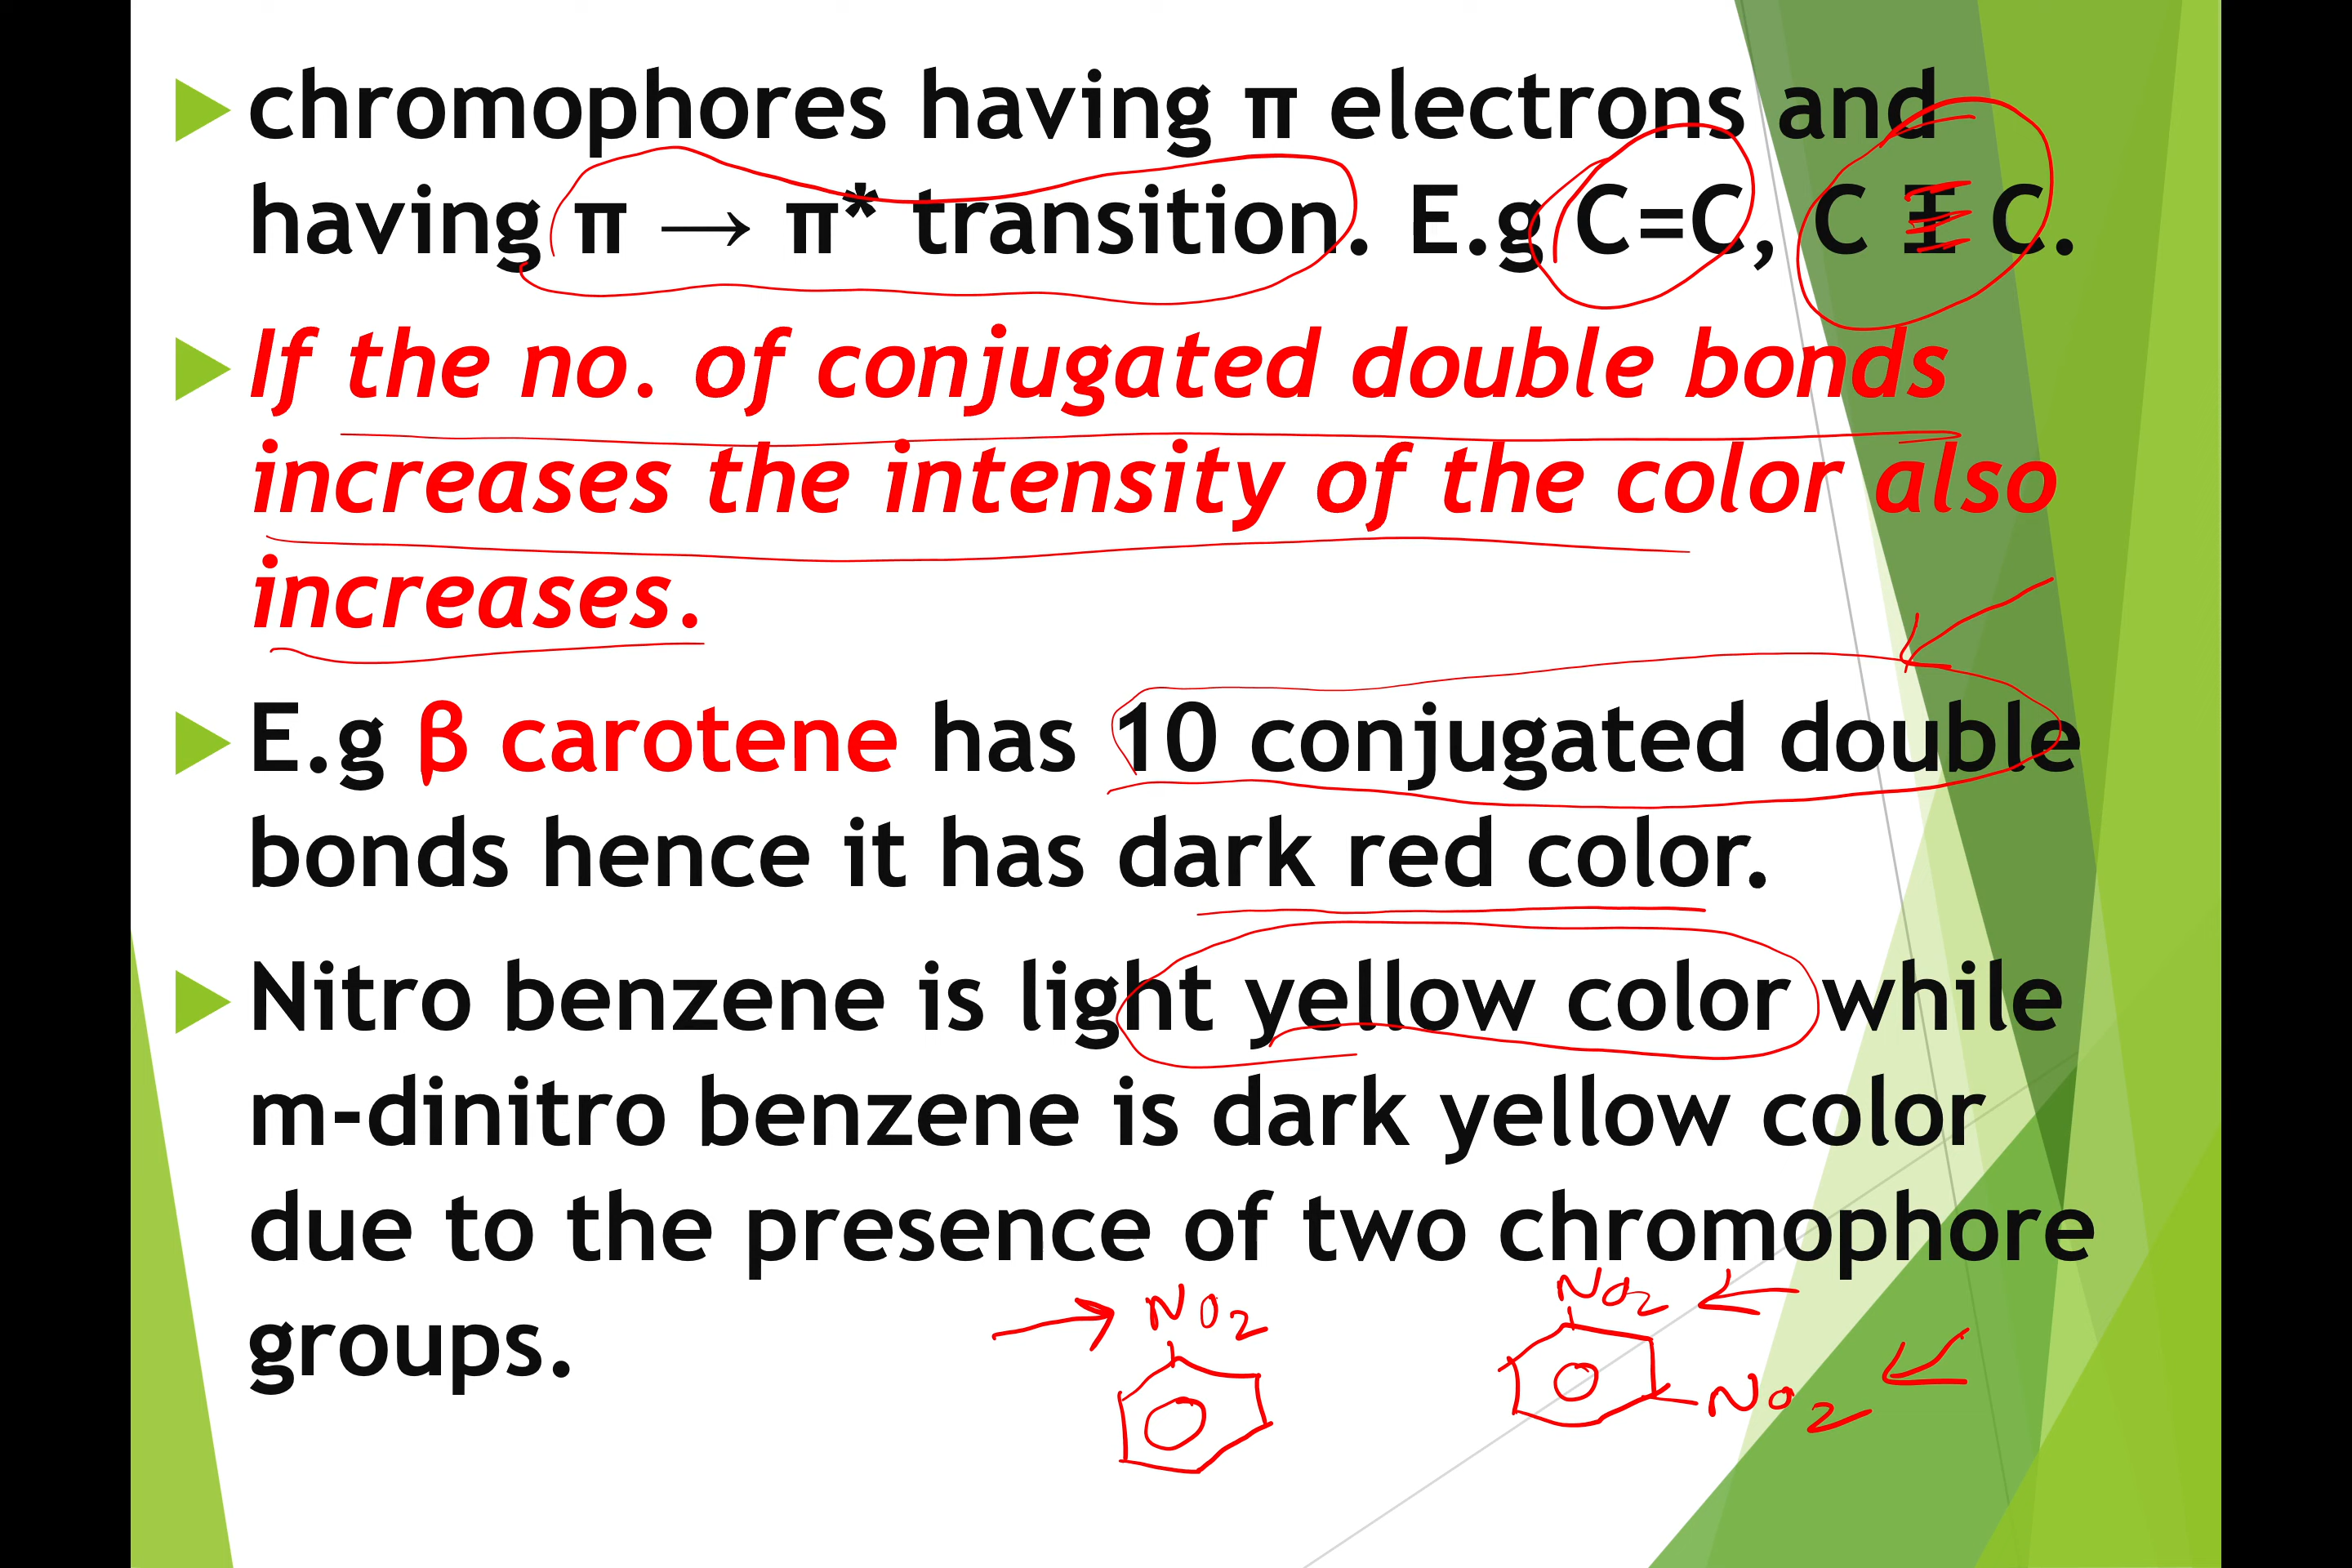 chromophores having π electrons and
having π → π* transition. E.g C=C, C ≡ C.
If the no. of conjugated double bonds
increases the intensity of the color also
increases.
E.g β carotene has 10 conjugated double
bonds hence it has dark red color.
Nitro benzene is light yellow color while
m-dinitro benzene is dark yellow color
due to the presence of two chromophore
groups.
NO2
NO2
NO2